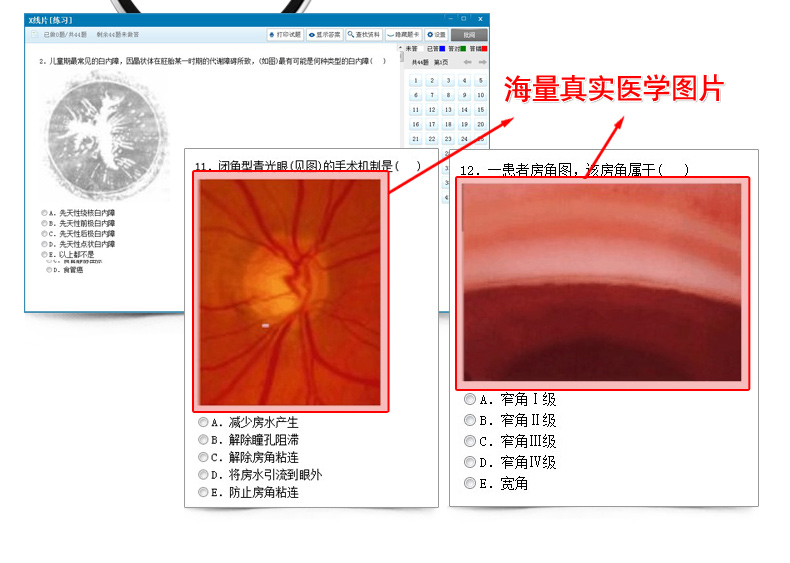 X线片[练习]
已做0题/共44题 剩余44题未做答
打印试题 显示答案 查找资料 隐藏题卡 设置 批阅
未答 已答 答对 答错
共44题 第1页
2. 儿童期最常见的白内障, 因晶状体在胚胎某一时期的代谢障碍所致, (如图)最有可能是何种类型的白内障( )
1 2 3 4 5
6 7 8 9 10
11 12 13 14 15
16 17 18 19 20
21 22 23 24 25
A. 先天性绕核白内障
B. 先天性前极白内障
C. 先天性后极白内障
D. 先天性点状白内障
E. 以上都不是
D. 食管癌
海量真实医学图片
11. 闭角型青光眼(见图)的手术机制是( )
A. 减少房水产生
B. 解除瞳孔阻滞
C. 解除房角粘连
D. 将房水引流到眼外
E. 防止房角粘连
12. 一患者房角图, 该房角属于( )
A. 窄角Ⅰ级
B. 窄角Ⅱ级
C. 窄角Ⅲ级
D. 窄角Ⅳ级
E. 宽角